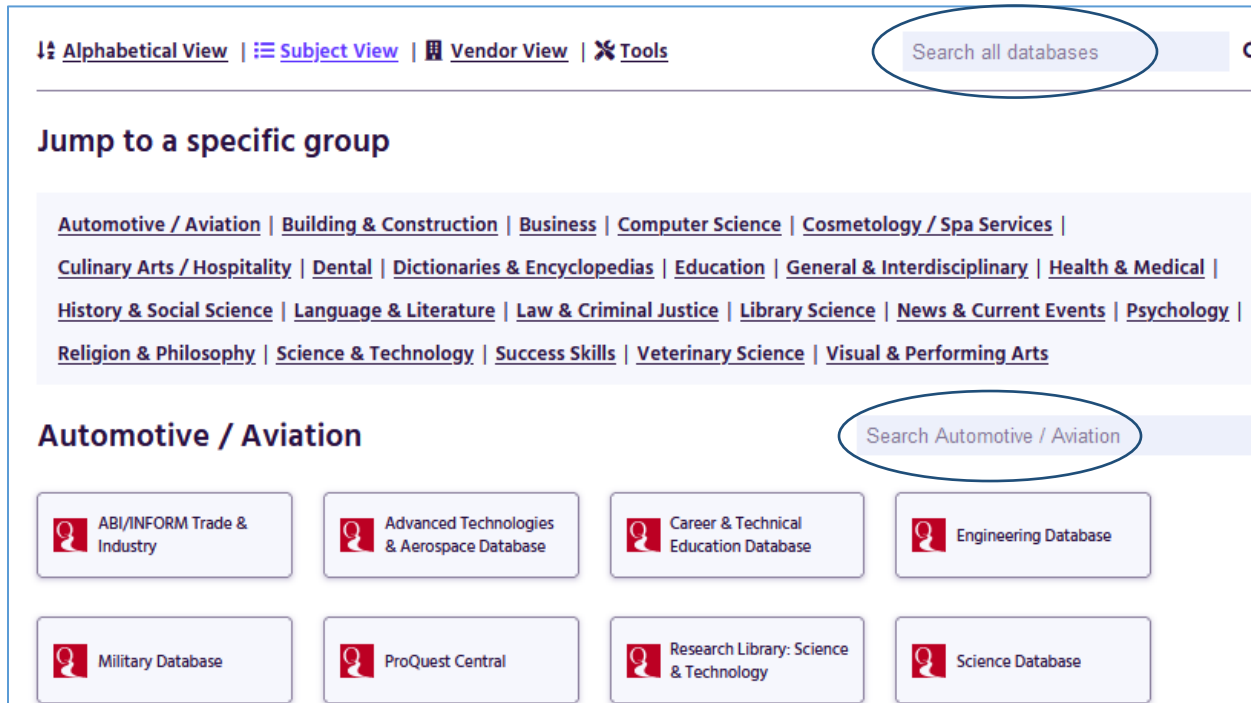 Alphabetical View | Subject View | Vendor View | Tools
Search all databases
Jump to a specific group
Automotive / Aviation | Building & Construction | Business | Computer Science | Cosmetology / Spa Services |
Culinary Arts / Hospitality | Dental | Dictionaries & Encyclopedias | Education | General & Interdisciplinary | Health & Medical |
History & Social Science | Language & Literature | Law & Criminal Justice | Library Science | News & Current Events | Psychology |
Religion & Philosophy | Science & Technology | Success Skills | Veterinary Science | Visual & Performing Arts
Automotive / Aviation
Search Automotive / Aviation
ABI/INFORM Trade &
Industry
Advanced Technologies
& Aerospace Database
Career & Technical
Education Database
Engineering Database
Military Database
ProQuest Central
Research Library: Science
& Technology
Science Database